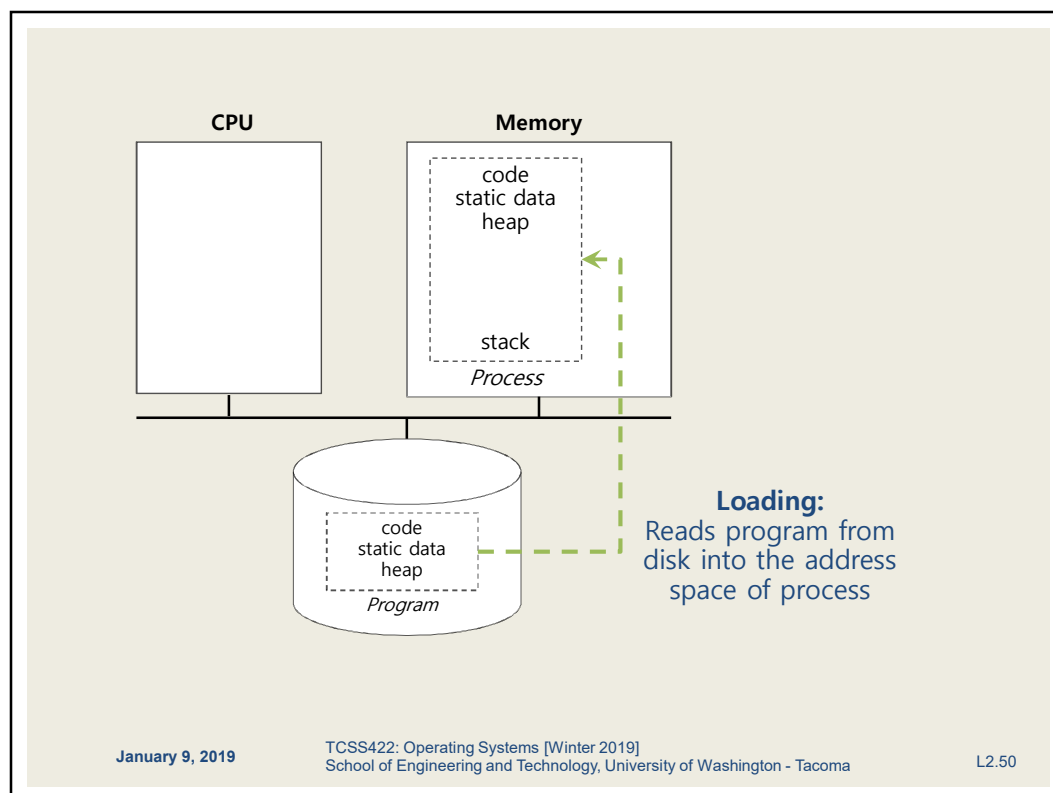 CPU
Memory
code
static data
heap
stack
Process
code
static data
heap
Program
Loading:
Reads program from
disk into the address
space of process
January 9, 2019
TCSS422: Operating Systems [Winter 2019]
School of Engineering and Technology, University of Washington - Tacoma
L2.50